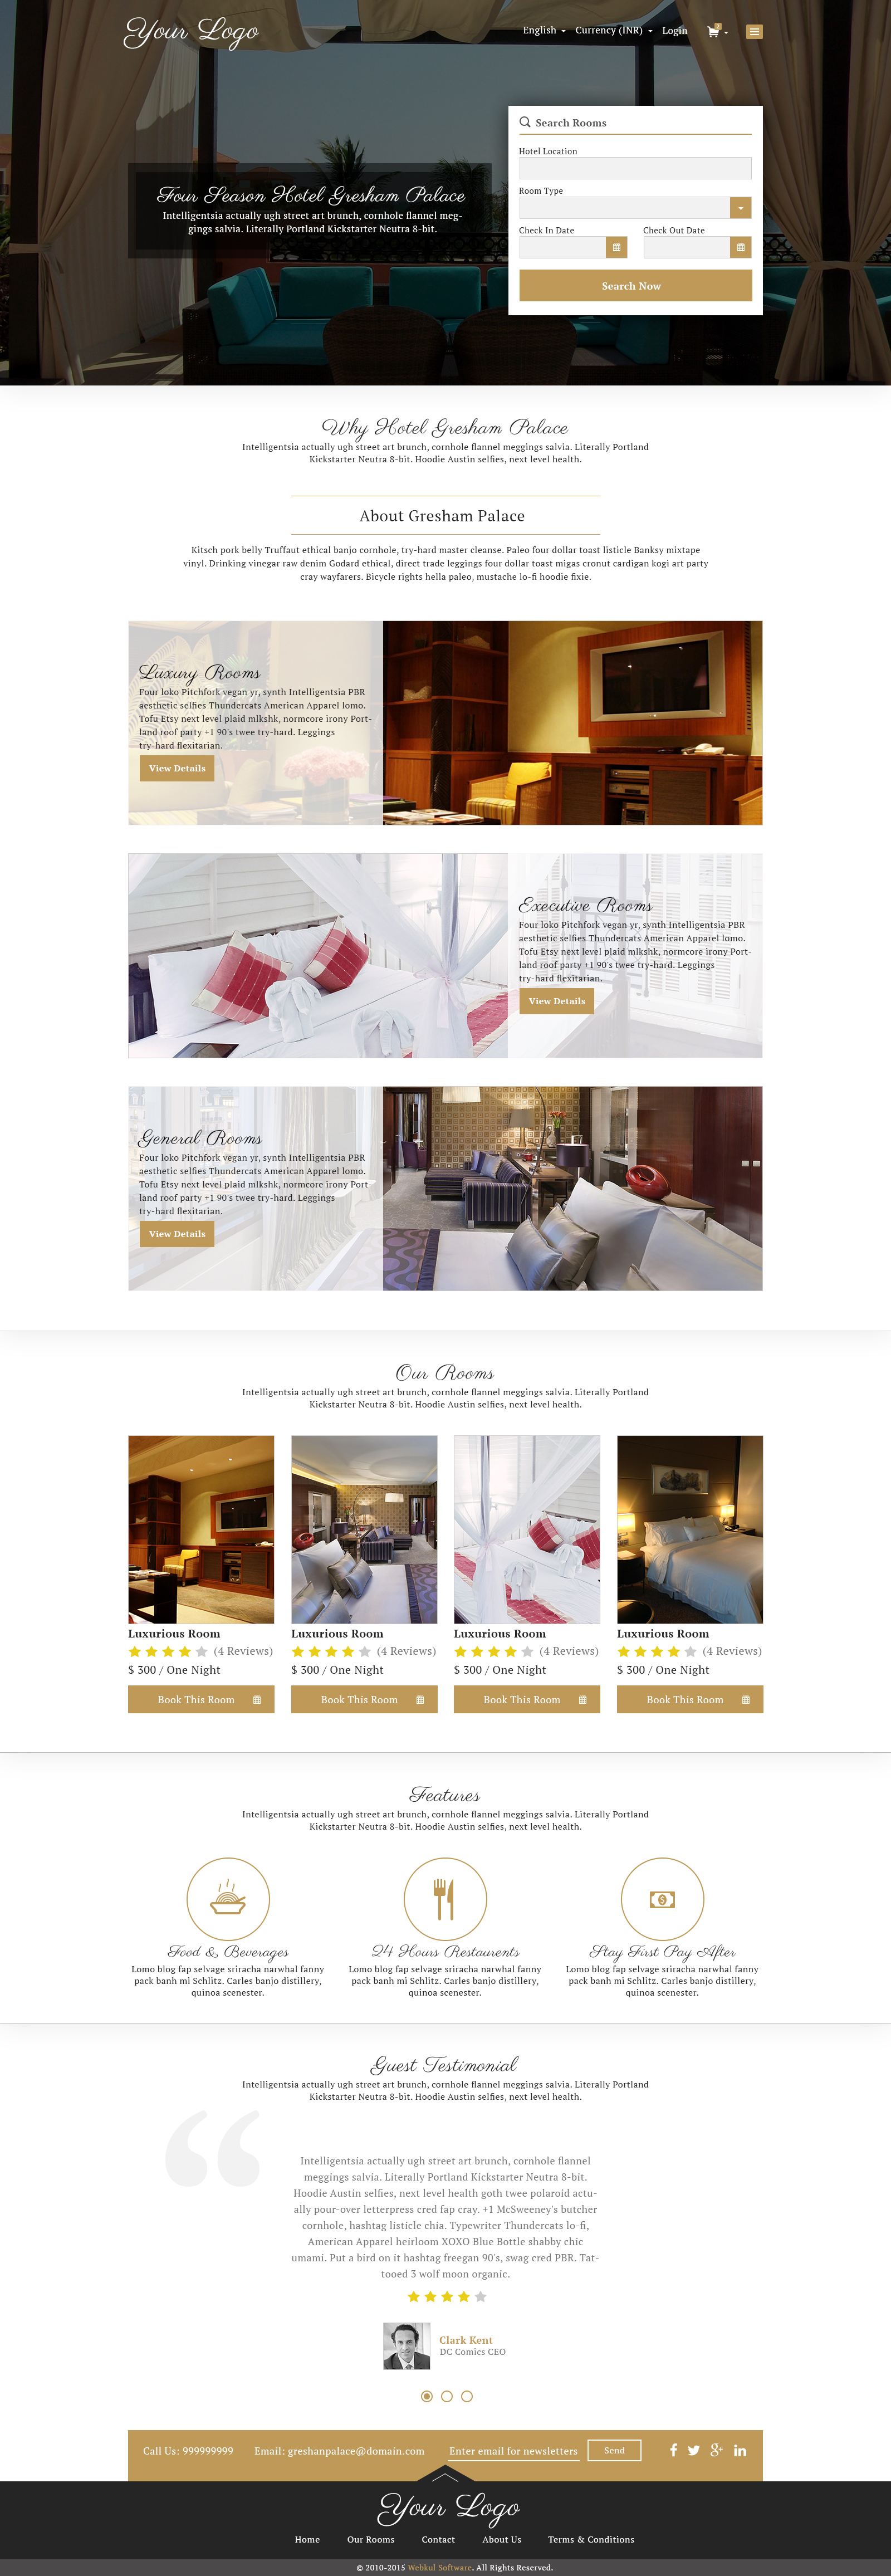 Your Logo
English
Currency (INR)
Login
3
Search Rooms
Hotel Location
Room Type
Check In Date
Check Out Date
Search Now
Four Season Hotel Gresham Palace
Intelligentsia actually ugh street art brunch, cornhole flannel meg-
gings salvia. Literally Portland Kickstarter Neutra 8-bit.
Why Hotel Gresham Palace
Intelligentsia actually ugh street art brunch, cornhole flannel meggings salvia. Literally Portland
Kickstarter Neutra 8-bit. Hoodie Austin selfies, next level health.
About Gresham Palace
Kitsch pork belly Truffaut ethical banjo cornhole, try-hard master cleanse. Paleo four dollar toast listicle Banksy mixtape
vinyl. Drinking vinegar raw denim Godard ethical, direct trade leggings four dollar toast migas cronut cardigan kogi art party
cray wayfarers. Bicycle rights hella paleo, mustache lo-fi hoodie fixie.
Luxury Rooms
Four loko Pitchfork vegan yr, synth Intelligentsia PBR
aesthetic selfies Thundercats American Apparel lomo.
Tofu Etsy next level plaid mlkshk, normcore irony Port-
land roof party +1 90's twee try-hard. Leggings
try-hard flexitarian.
View Details
Executive Rooms
Four loko Pitchfork vegan yr, synth Intelligentsia PBR
aesthetic selfies Thundercats American Apparel lomo.
Tofu Etsy next level plaid mlkshk, normcore irony Port-
land roof party +1 90's twee try-hard. Leggings
try-hard flexitarian.
View Details
General Rooms
Four loko Pitchfork vegan yr, synth Intelligentsia PBR
aesthetic selfies Thundercats American Apparel lomo.
Tofu Etsy next level plaid mlkshk, normcore irony Port-
land roof party +1 90's twee try-hard. Leggings
try-hard flexitarian.
View Details
Our Rooms
Intelligentsia actually ugh street art brunch, cornhole flannel meggings salvia. Literally Portland
Kickstarter Neutra 8-bit. Hoodie Austin selfies, next level health.
Luxurious Room
(4 Reviews)
$ 300 / One Night
Book This Room
Luxurious Room
(4 Reviews)
$ 300 / One Night
Book This Room
Luxurious Room
(4 Reviews)
$ 300 / One Night
Book This Room
Luxurious Room
(4 Reviews)
$ 300 / One Night
Book This Room
Features
Intelligentsia actually ugh street art brunch, cornhole flannel meggings salvia. Literally Portland
Kickstarter Neutra 8-bit. Hoodie Austin selfies, next level health.
Food & Beverages
Lomo blog fap selvage sriracha narwhal fanny
pack banh mi Schlitz. Carles banjo distillery,
quinoa scenester.
24 Hours Restaurents
Lomo blog fap selvage sriracha narwhal fanny
pack banh mi Schlitz. Carles banjo distillery,
quinoa scenester.
Stay First Pay After
Lomo blog fap selvage sriracha narwhal fanny
pack banh mi Schlitz. Carles banjo distillery,
quinoa scenester.
Guest Testimonial
Intelligentsia actually ugh street art brunch, cornhole flannel meggings salvia. Literally Portland
Kickstarter Neutra 8-bit. Hoodie Austin selfies, next level health.
Intelligentsia actually ugh street art brunch, cornhole flannel
meggings salvia. Literally Portland Kickstarter Neutra 8-bit.
Hoodie Austin selfies, next level health goth twee polaroid actu-
ally pour-over letterpress cred fap cray. +1 McSweeney's butcher
cornhole, hashtag listicle chia. Typewriter Thundercats lo-fi,
American Apparel heirloom XOXO Blue Bottle shabby chic
umami. Put a bird on it hashtag freegan 90's, swag cred PBR. Tat-
tooed 3 wolf moon organic.
Clark Kent
DC Comics CEO
Call Us: 999999999
Email: greshanpalace@domain.com
Enter email for newsletters
Send
Your Logo
Home
Our Rooms
Contact
About Us
Terms & Conditions
© 2010-2015 Webkul Software. All Rights Reserved.